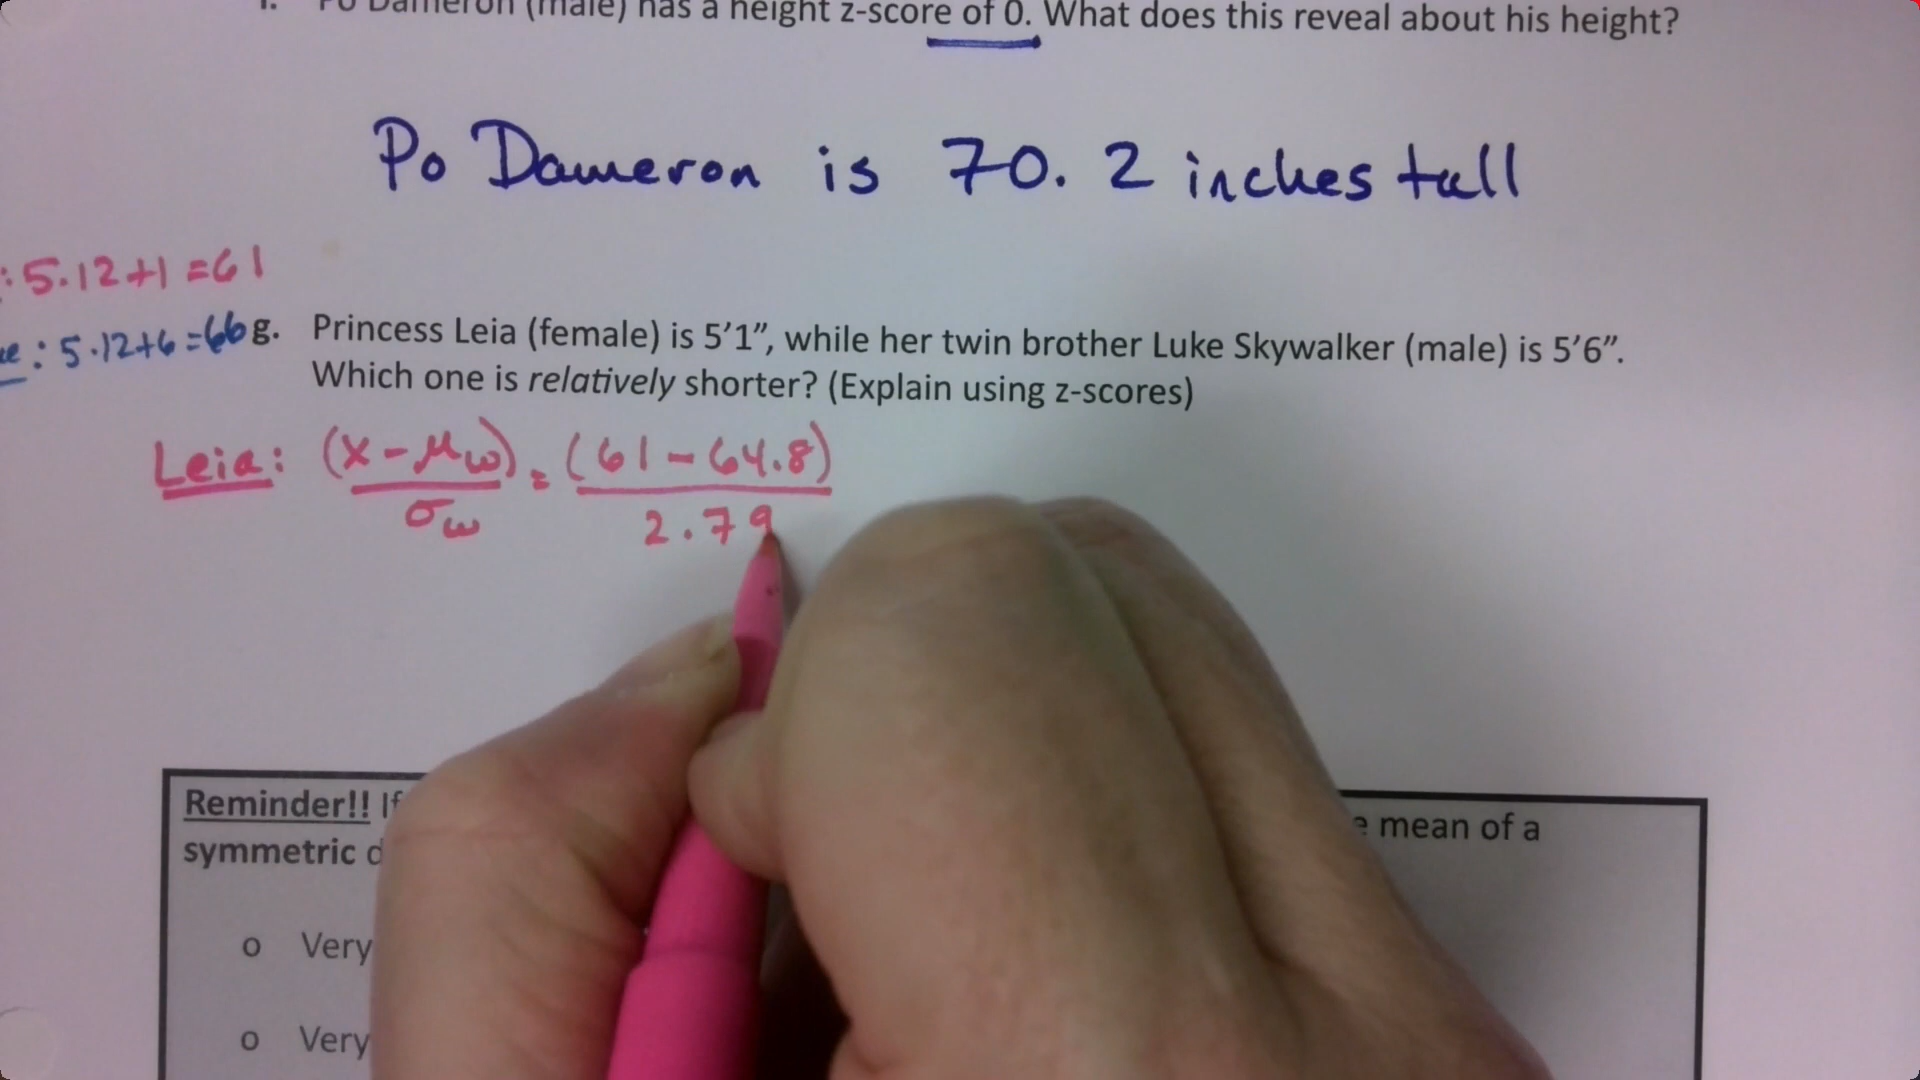 Po Dameron (male) has a height z-score of 0. What does this reveal about his height?
Po Dameron is 70.2 inches tall
: 5.12+1 = 61
: 5.12+6 = 66
g. Princess Leia (female) is 5'1", while her twin brother Luke Skywalker (male) is 5'6".
Which one is relatively shorter? (Explain using z-scores)
Leia: (x - μw) = (61 - 64.8)
σw 2.79
Reminder!! If
e mean of a
symmetric d
o Very
o Very